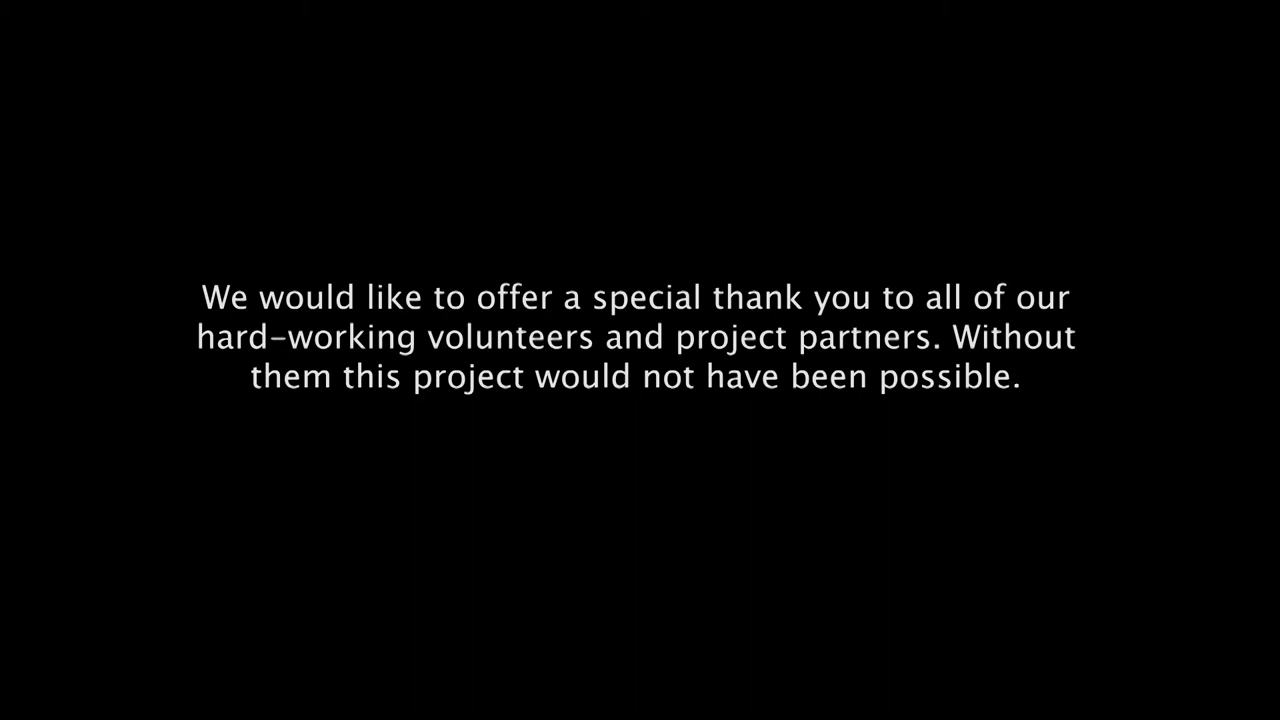 We would like to offer a special thank you to all of our
hard-working volunteers and project partners. Without
them this project would not have been possible.